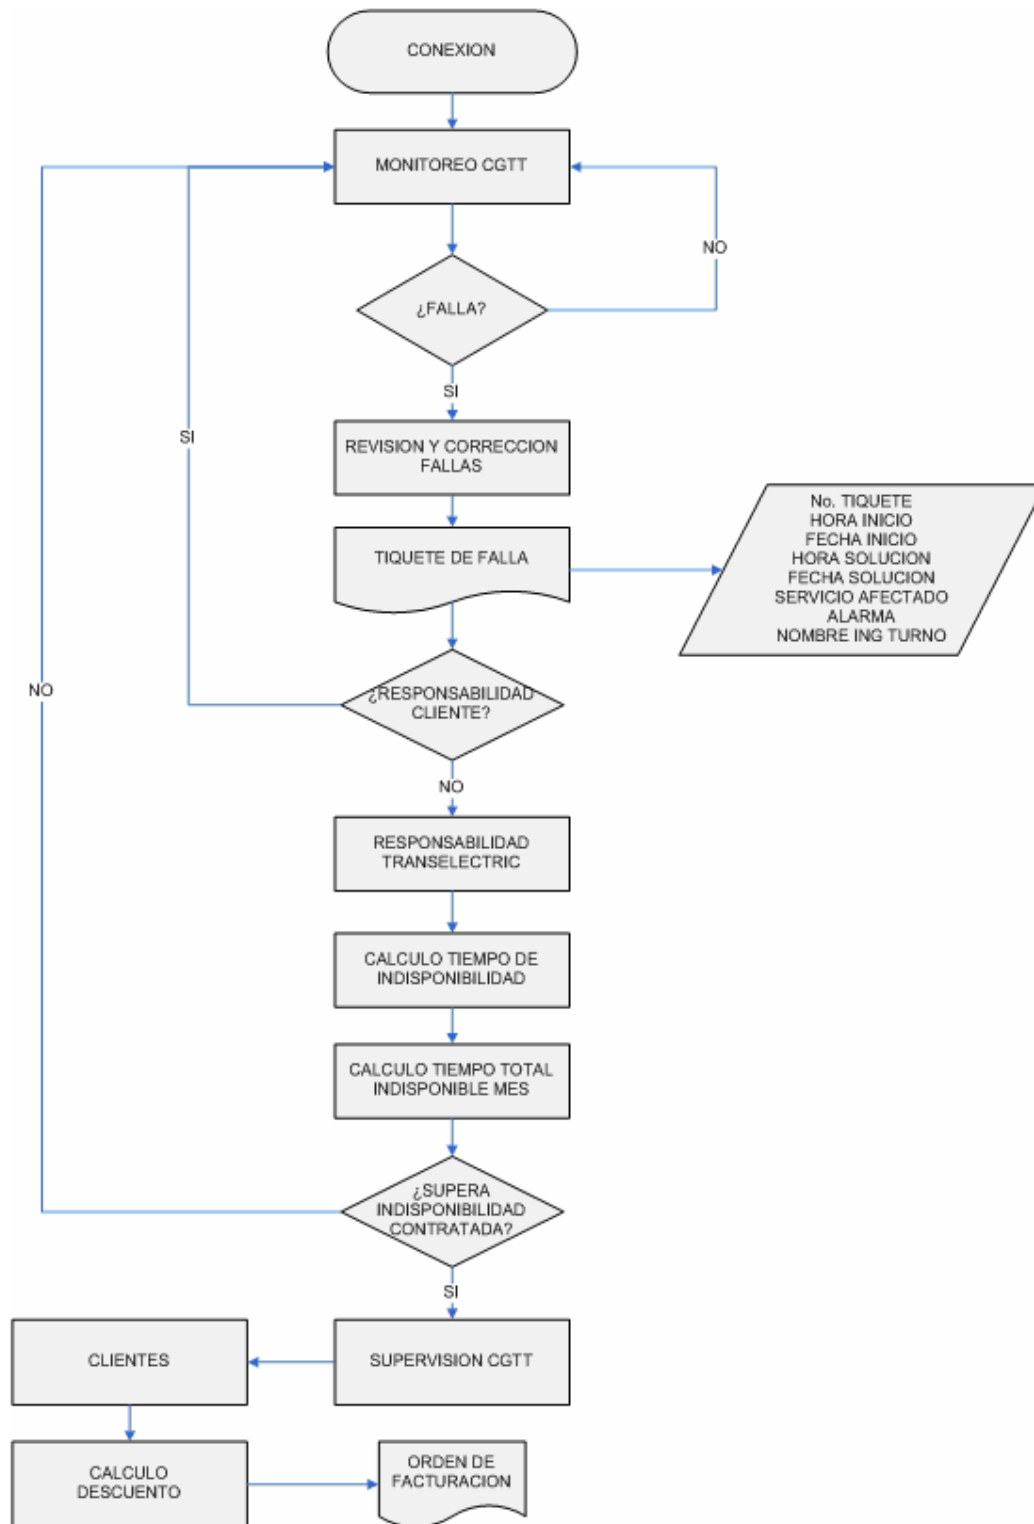 CONEXION
MONITOREO CGTT
NO
¿FALLA?
SI
REVISION Y CORRECCION
FALLAS
SI
TIQUETE DE FALLA
No. TIQUETE
HORA INICIO
FECHA INICIO
HORA SOLUCION
FECHA SOLUCION
SERVICIO AFECTADO
ALARMA
NOMBRE ING TURNO
NO
¿RESPONSABILIDAD
CLIENTE?
NO
RESPONSABILIDAD
TRANSELECTRIC
CALCULO TIEMPO DE
INDISPONIBILIDAD
CALCULO TIEMPO TOTAL
INDISPONIBLE MES
¿SUPERA
INDISPONIBILIDAD
CONTRATADA?
SI
CLIENTES
SUPERVISION CGTT
CALCULO
DESCUENTO
ORDEN DE
FACTURACION